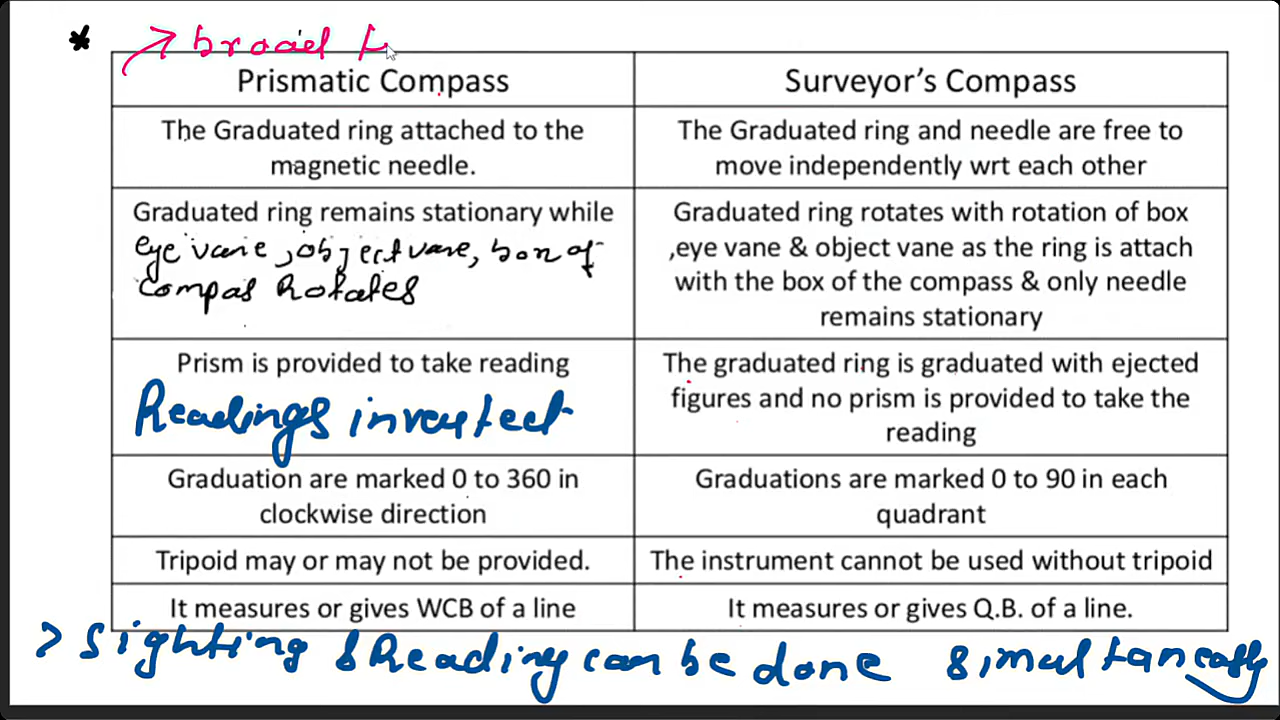 * → broad
Prismatic Compass
Surveyor's Compass
The Graduated ring attached to the
magnetic needle.
The Graduated ring and needle are free to
move independently wrt each other
Graduated ring remains stationary while
eye vane, object vane, box of
compas Rotates
Graduated ring rotates with rotation of box
,eye vane & object vane as the ring is attach
with the box of the compass & only needle
remains stationary
Prism is provided to take reading
Readings inverted
The graduated ring is graduated with ejected
figures and no prism is provided to take the
reading
Graduation are marked 0 to 360 in
clockwise direction
Graduations are marked 0 to 90 in each
quadrant
Tripoid may or may not be provided.
The instrument cannot be used without tripoid
It measures or gives WCB of a line
It measures or gives Q.B. of a line.
> Sighting & Reading can be done simultaneously